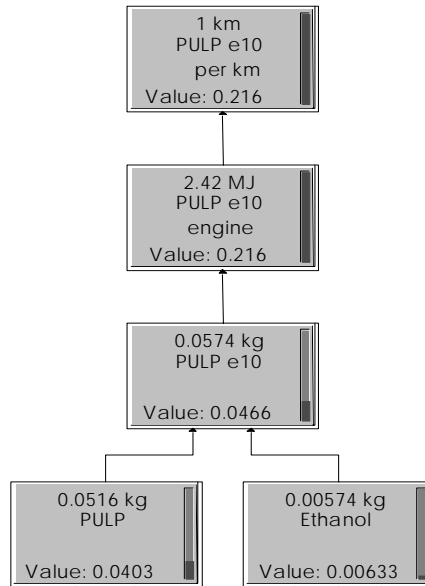 1 km
PULP e10
per km
Value: 0.216
2.42 MJ
PULP e10
engine
Value: 0.216
0.0574 kg
PULP e10
Value: 0.0466
0.0516 kg
PULP
Value: 0.0403
0.00574 kg
Ethanol
Value: 0.00633